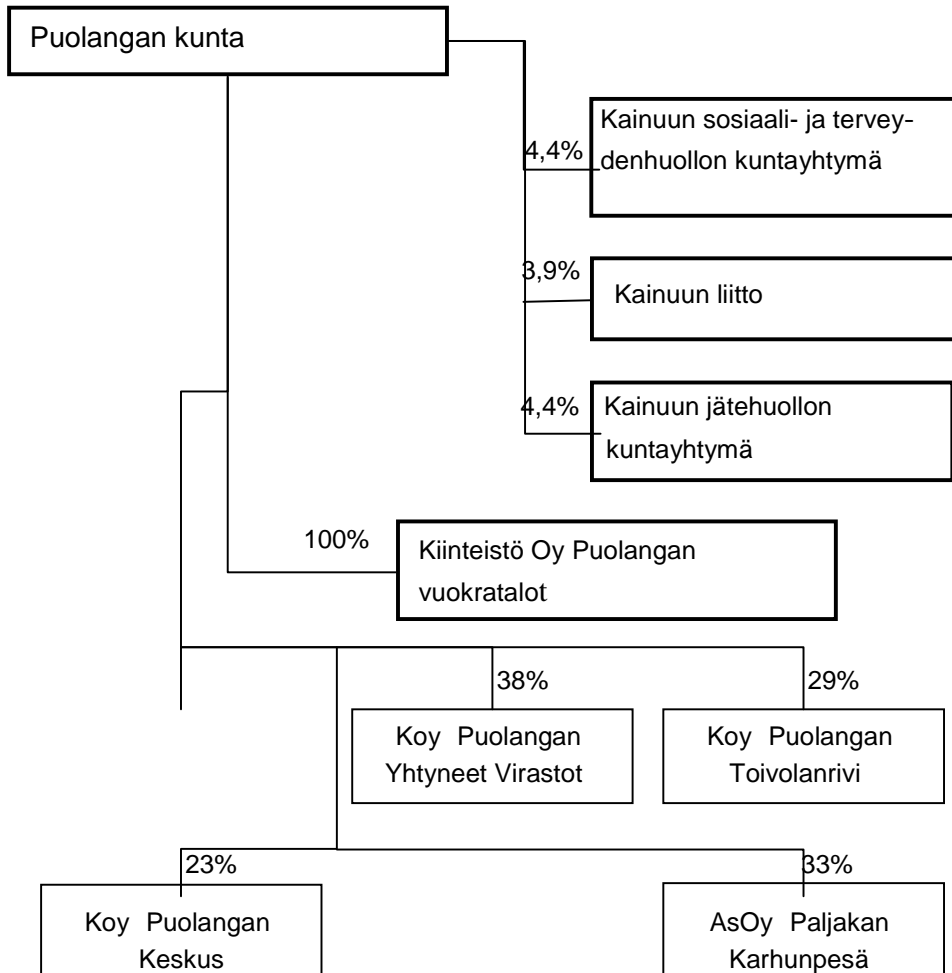 Puolangan kunta
Kainuun sosiaali- ja tervey-
4,4%
denhuollon kuntayhtymä
3,9%
Kainuun liitto
4,4%
Kainuun jätehuollon
kuntayhtymä
100%
Kiinteistö Oy Puolangan
vuokratalot
38%
29%
Koy Puolangan
Yhtyneet Virastot
Koy Puolangan
Toivolanrivi
23%
33%
Koy Puolangan
Keskus
AsOy Paljakan
Karhunpesä